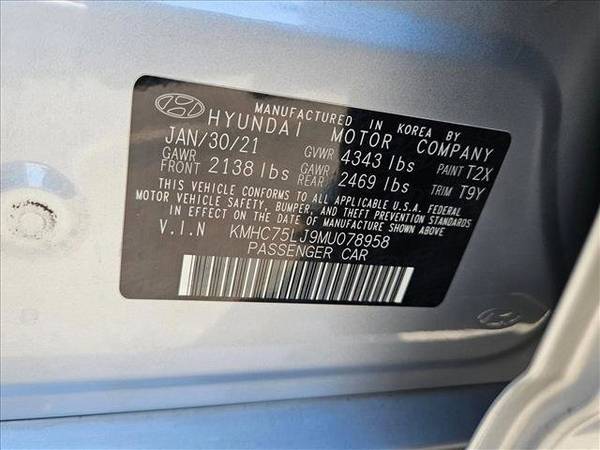 MANUFACTURED IN KOREA BY
HYUNDAI MOTOR COMPANY
JAN/30/21 GVWR 4343 lbs PAINT T2X
GAWR FRONT 2138 lbs GAWR REAR 2469 lbs TRIM T9Y
THIS VEHICLE CONFORMS TO ALL APPLICABLE U.S.A. FEDERAL
MOTOR VEHICLE SAFETY, BUMPER, AND THEFT PREVENTION STANDARDS
IN EFFECT ON THE DATE OF MANUFACTURE SHOWN ABOVE.
V.I.N KMHC75LJ9MU078958
PASSENGER CAR